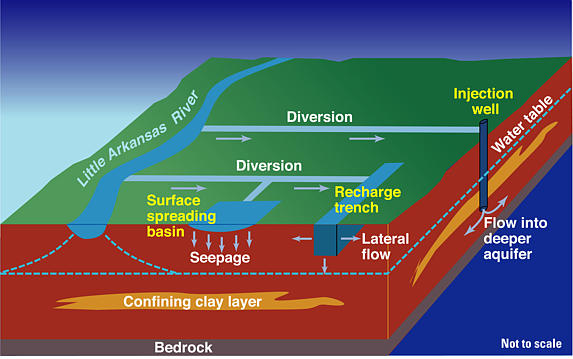 Little Arkansas River
Diversion
Injection
well
Water table
Diversion
Surface
spreading
basin
Recharge
trench
Seepage
Lateral
flow
Flow into
deeper
aquifer
Confining clay layer
Bedrock
Not to scale